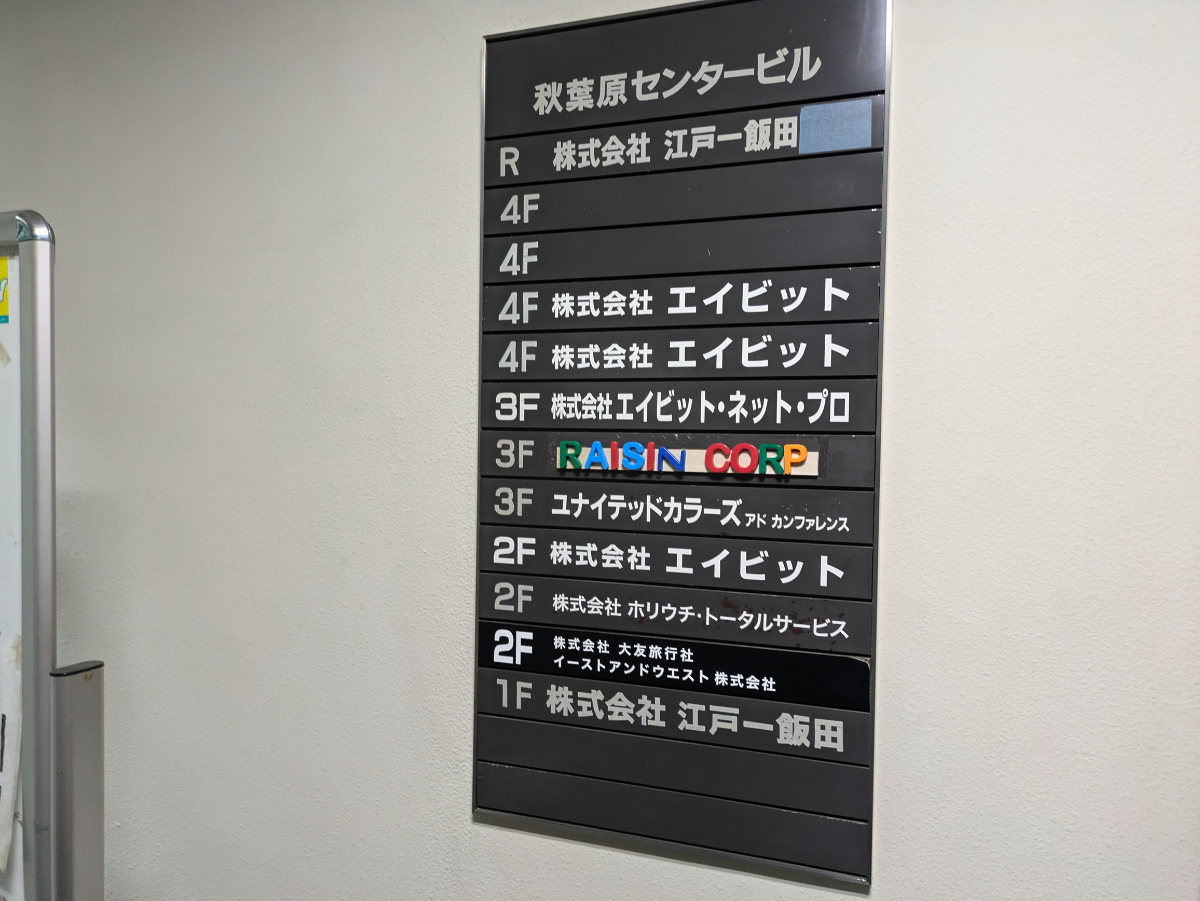 秋葉原センタービル
R 株式会社 江戸一飯田
4F
4F
4F 株式会社 エイビット
4F 株式会社 エイビット
3F 株式会社エイビット・ネット・プロ
3F RAISIN CORP
3F ユナイテッドカラーズ アド カンファレンス
2F 株式会社 エイビット
2F 株式会社 ホリウチ・トータルサービス
2F 株式会社 大友旅行社
イーストアンドウエスト 株式会社
1F 株式会社 江戸一飯田